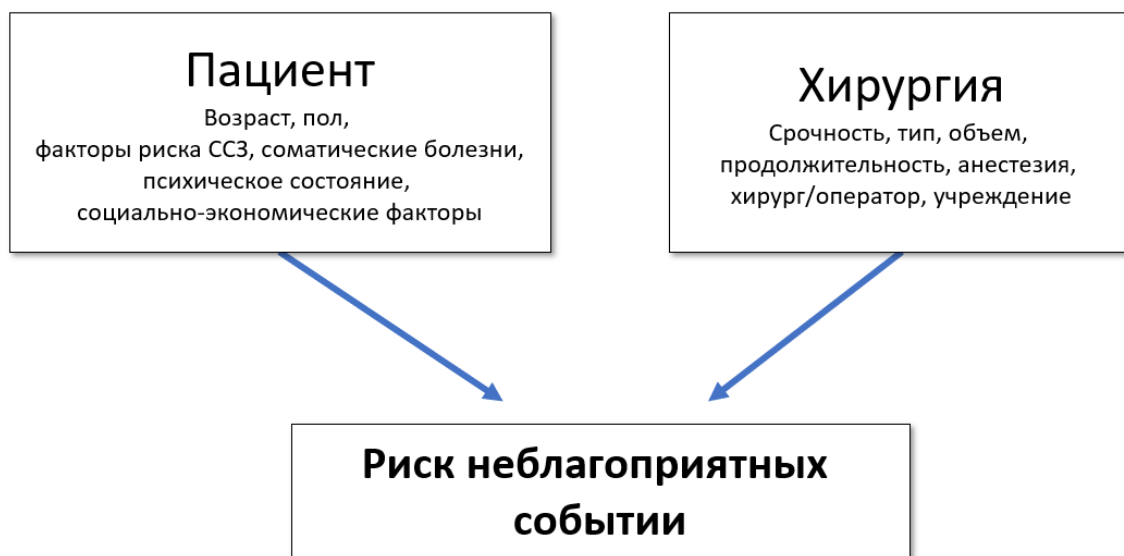 Пациент
Возраст, пол,
факторы риска ССЗ, соматические болезни,
психическое состояние,
социально-экономические факторы
Хирургия
Срочность, тип, объем,
продолжительность, анестезия,
хирург/оператор, учреждение
Риск неблагоприятных
событии